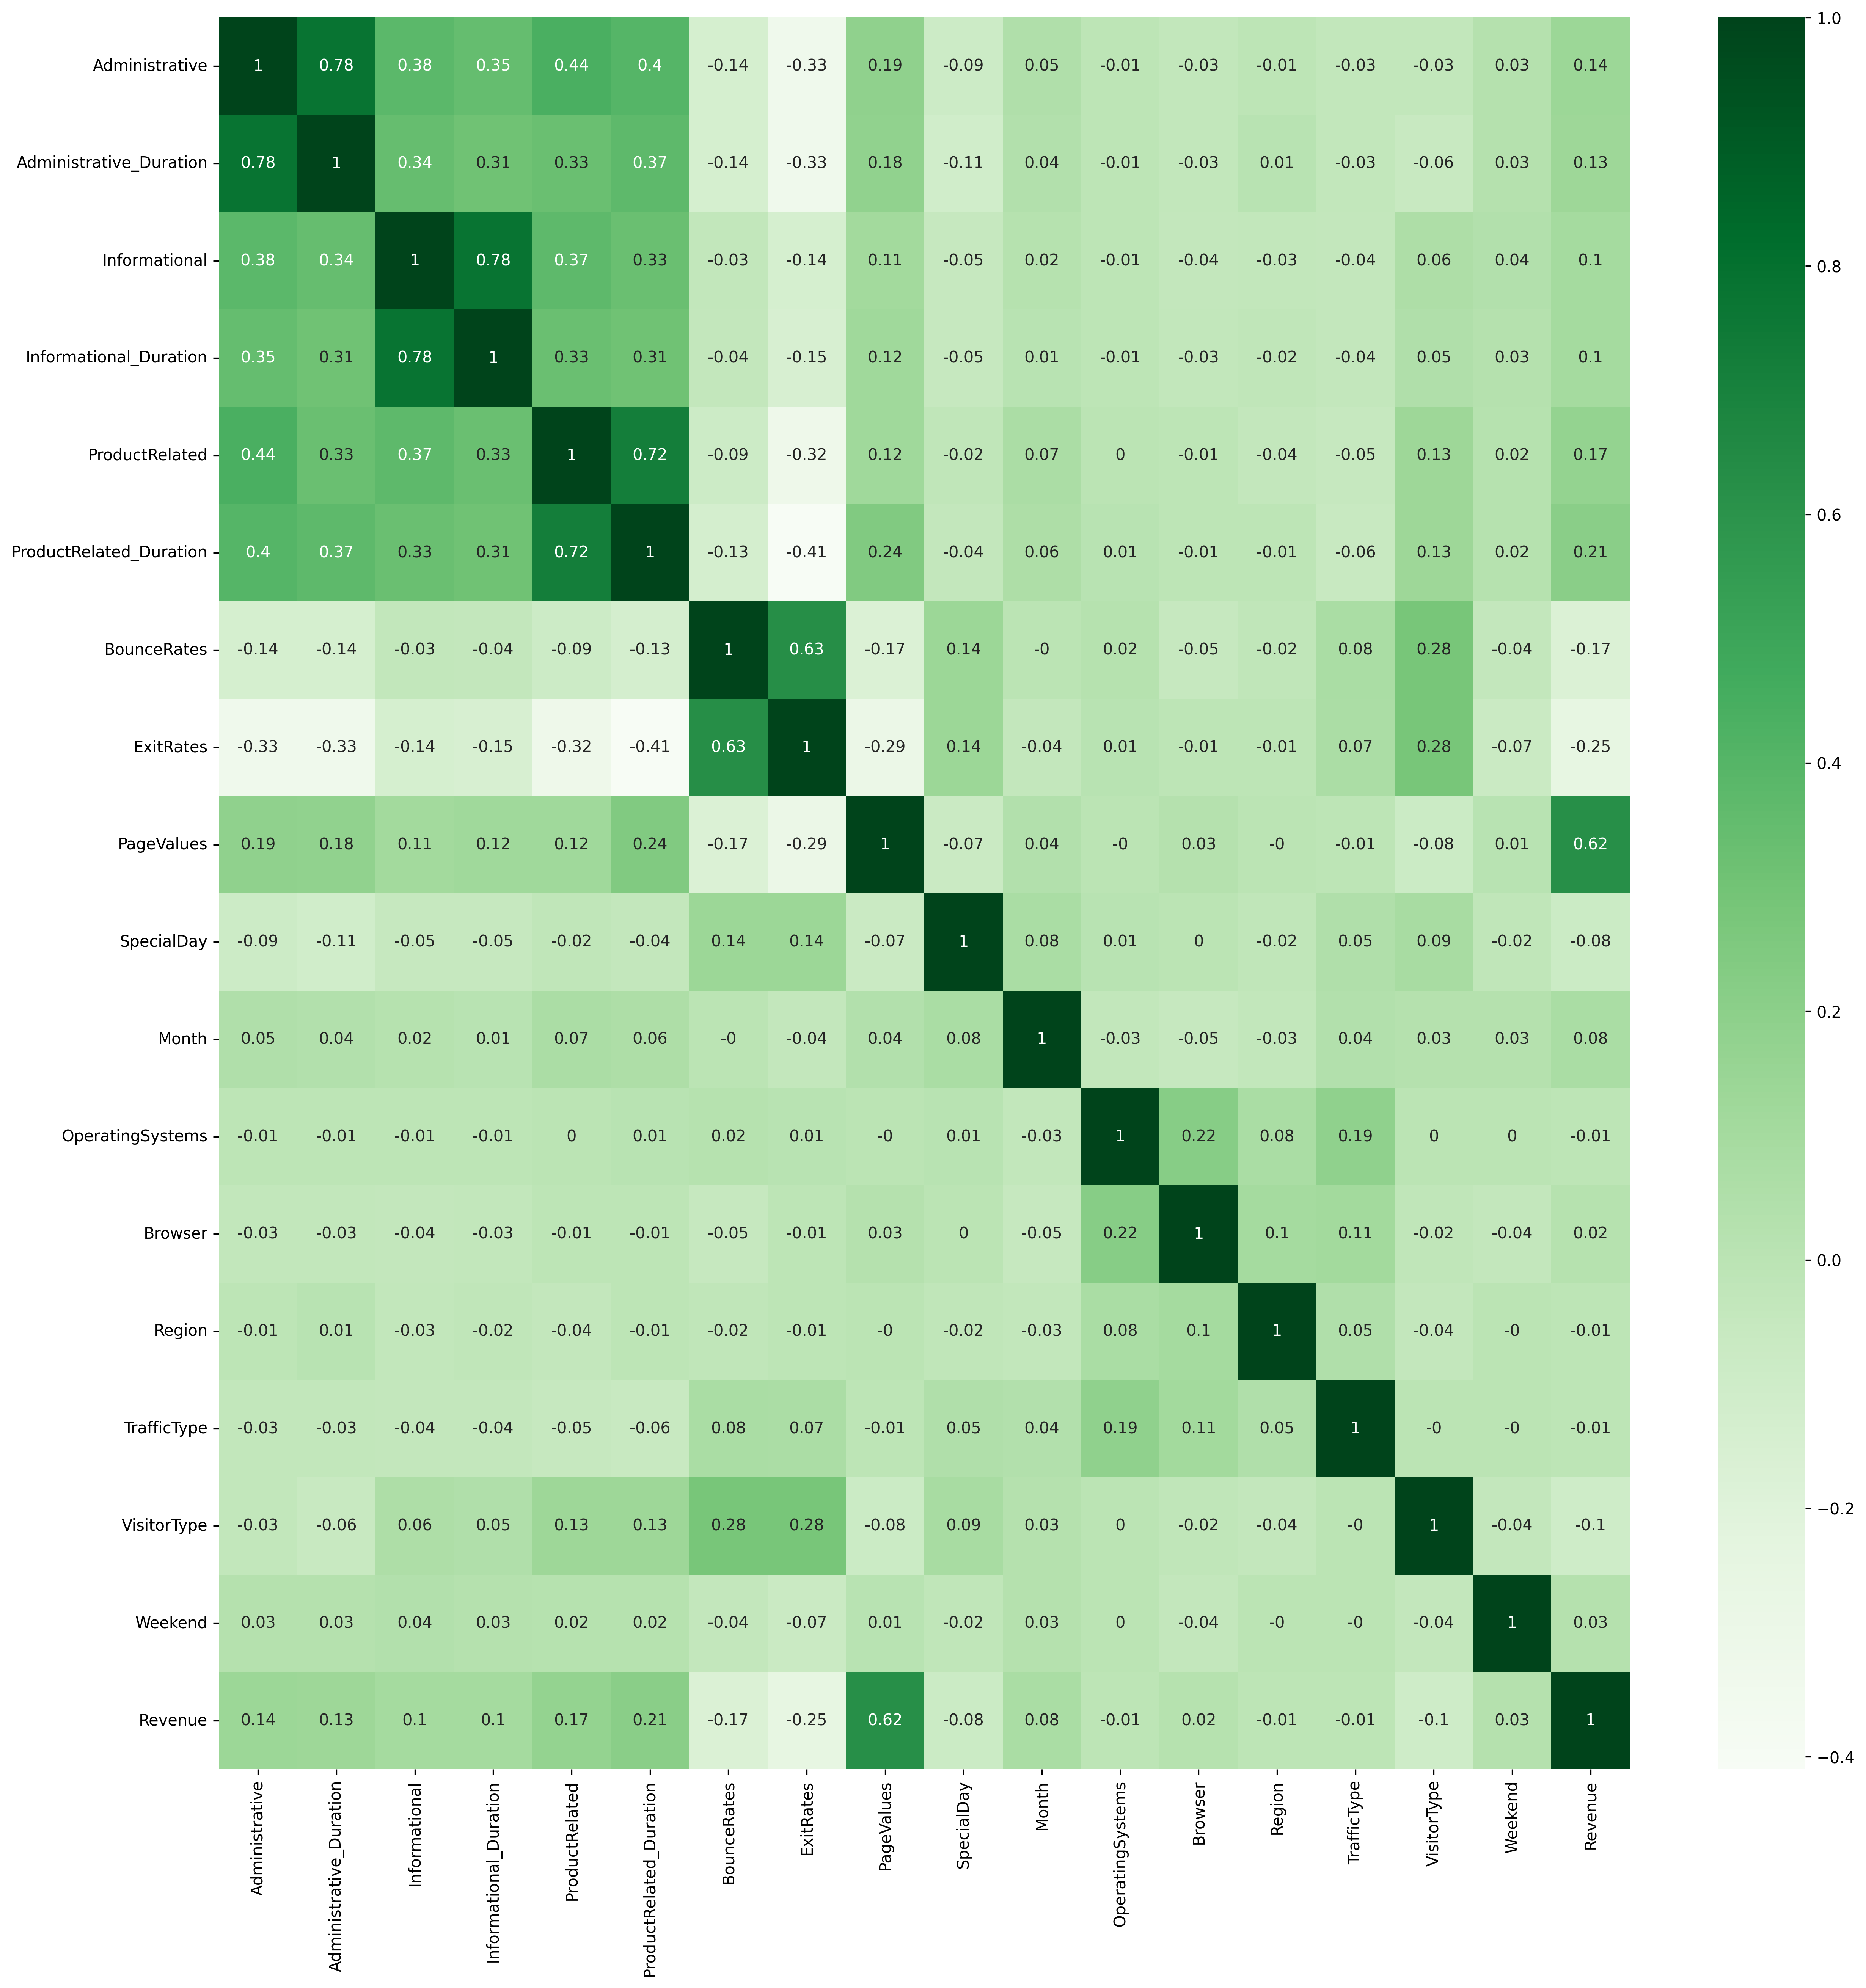 Administrative 1 0.78 0.38 0.35 0.44 0.4 -0.14 -0.33 0.19 -0.09 0.05 -0.01 -0.03 -0.01 -0.03 -0.03 0.03 0.14
Administrative_Duration 0.78 1 0.34 0.31 0.33 0.37 -0.14 -0.33 0.18 -0.11 0.04 -0.01 -0.03 0.01 -0.03 -0.06 0.03 0.13
Informational 0.38 0.34 1 0.78 0.37 0.33 -0.03 -0.14 0.11 -0.05 0.02 -0.01 -0.04 -0.03 -0.04 0.06 0.04 0.1
Informational_Duration 0.35 0.31 0.78 1 0.33 0.31 -0.04 -0.15 0.12 -0.05 0.01 -0.01 -0.03 -0.02 -0.04 0.05 0.03 0.1
ProductRelated 0.44 0.33 0.37 0.33 1 0.72 -0.09 -0.32 0.12 -0.02 0.07 0 -0.01 -0.04 -0.05 0.13 0.02 0.17
ProductRelated_Duration 0.4 0.37 0.33 0.31 0.72 1 -0.13 -0.41 0.24 -0.04 0.06 0.01 -0.01 -0.01 -0.06 0.13 0.02 0.21
BounceRates -0.14 -0.14 -0.03 -0.04 -0.09 -0.13 1 0.63 -0.17 0.14 -0 0.02 -0.05 -0.02 0.08 0.28 -0.04 -0.17
ExitRates -0.33 -0.33 -0.14 -0.15 -0.32 -0.41 0.63 1 -0.29 0.14 -0.04 0.01 -0.01 -0.01 0.07 0.28 -0.07 -0.25
PageValues 0.19 0.18 0.11 0.12 0.12 0.24 -0.17 -0.29 1 -0.07 0.04 -0 0.03 -0 -0.01 -0.08 0.01 0.62
SpecialDay -0.09 -0.11 -0.05 -0.05 -0.02 -0.04 0.14 0.14 -0.07 1 0.08 0.01 0 -0.02 0.05 0.09 -0.02 -0.08
Month 0.05 0.04 0.02 0.01 0.07 0.06 -0 -0.04 0.04 0.08 1 -0.03 -0.05 -0.03 0.04 0.03 0.03 0.08
OperatingSystems -0.01 -0.01 -0.01 -0.01 0 0.01 0.02 0.01 -0 0.01 -0.03 1 0.22 0.08 0.19 0 0 -0.01
Browser -0.03 -0.03 -0.04 -0.03 -0.01 -0.01 -0.05 -0.01 0.03 0 -0.05 0.22 1 0.1 0.11 -0.02 -0.04 0.02
Region -0.01 0.01 -0.03 -0.02 -0.04 -0.01 -0.02 -0.01 -0 -0.02 -0.03 0.08 0.1 1 0.05 -0.04 -0 -0.01
TrafficType -0.03 -0.03 -0.04 -0.04 -0.05 -0.06 0.08 0.07 -0.01 0.05 0.04 0.19 0.11 0.05 1 -0 -0 -0.01
VisitorType -0.03 -0.06 0.06 0.05 0.13 0.13 0.28 0.28 -0.08 0.09 0.03 0 -0.02 -0.04 -0 1 -0.04 -0.1
Weekend 0.03 0.03 0.04 0.03 0.02 0.02 -0.04 -0.07 0.01 -0.02 0.03 0 -0.04 -0 -0 -0.04 1 0.03
Revenue 0.14 0.13 0.1 0.1 0.17 0.21 -0.17 -0.25 0.62 -0.08 0.08 -0.01 0.02 -0.01 -0.01 -0.1 0.03 1
Administrative
Administrative_Duration
Informational
Informational_Duration
ProductRelated
ProductRelated_Duration
BounceRates
ExitRates
PageValues
SpecialDay
Month
OperatingSystems
Browser
Region
TrafficType
VisitorType
Weekend
Revenue
1.0
0.8
0.6
0.4
0.2
0.0
−0.2
−0.4